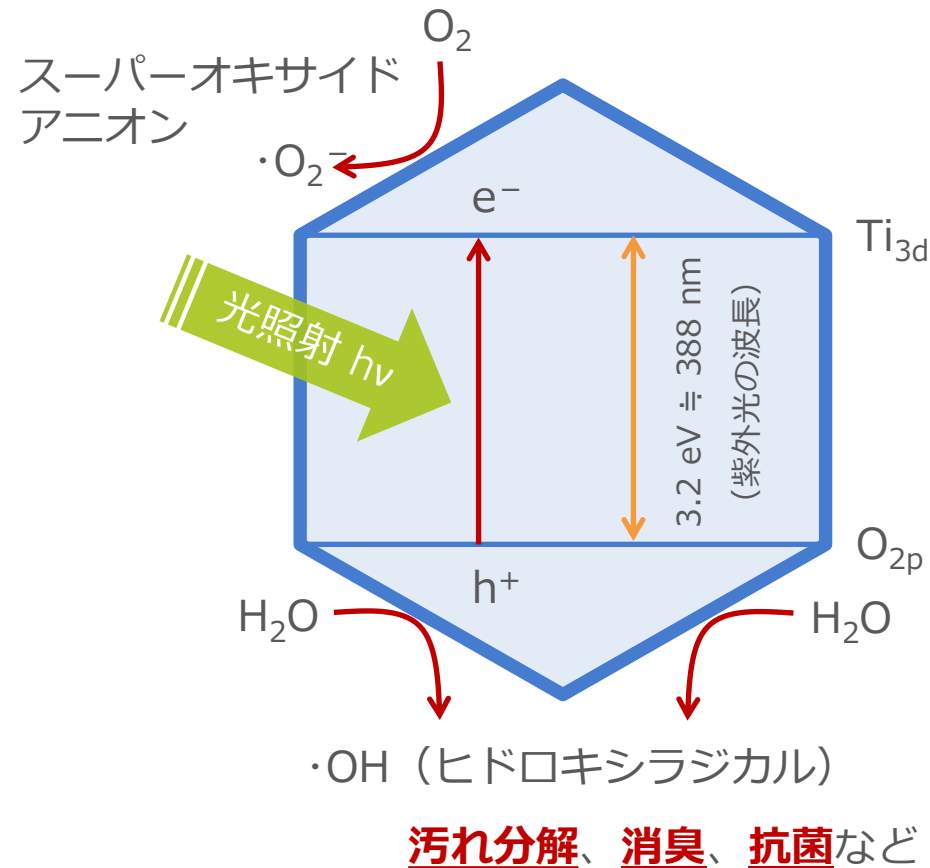 O₂
スーパーオキサイド
アニオン
·O₂⁻
e⁻
Ti₃d
光照射 hν
3.2 eV ≒ 388 nm
（紫外光の波長）
O₂p
h⁺
H₂O
H₂O
·OH（ヒドロキシラジカル）
汚れ分解、消臭、抗菌など